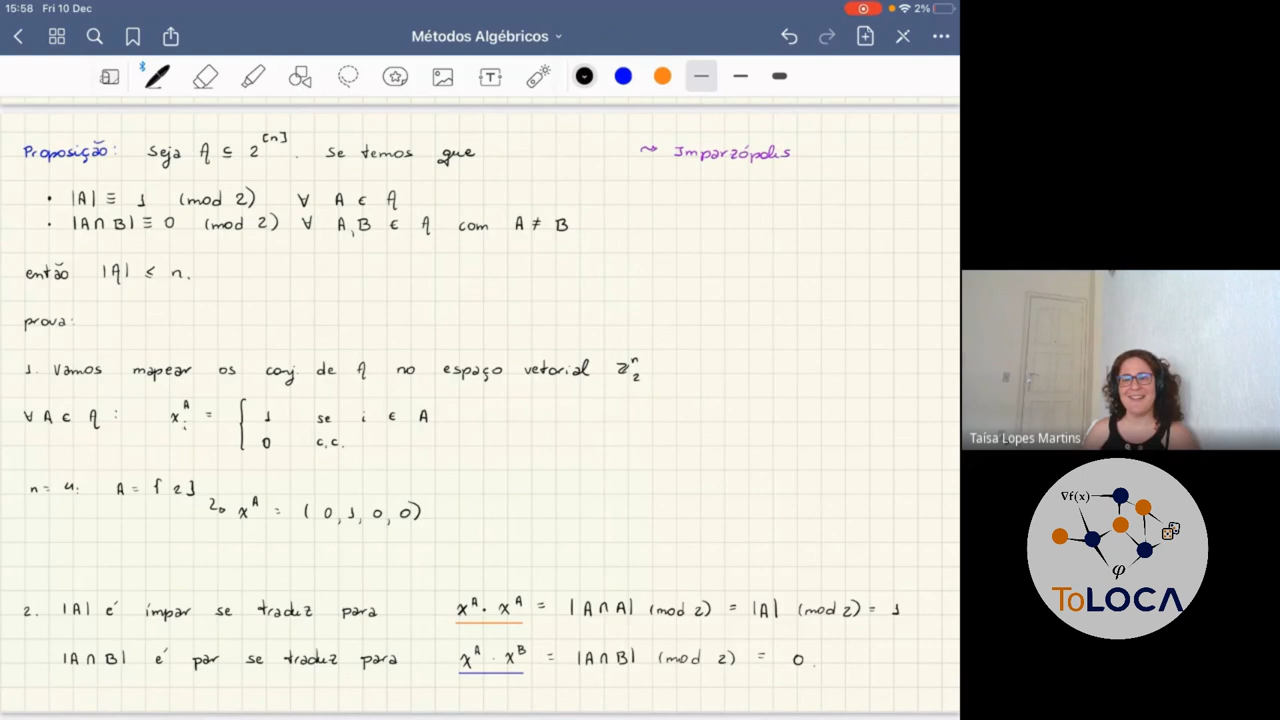 15:58 Fri 10 Dec 2%
Métodos Algébricos
T
Proposição: Seja A ⊆ 2^[n]. Se temos que ⇝ Imparzópolis
• |A| ≡ 1 (mod 2) ∀ A ∈ A
• |A ∩ B| ≡ 0 (mod 2) ∀ A, B ∈ A com A ≠ B
então |A| ≤ n.
prova:
1. Vamos mapear os conj de A no espaço vetorial ℤ₂ⁿ
∀ A ∈ A : x_i^A = { 1 se i ∈ A
0 c.c.
n = 4: A = {2}
↳ x^A = (0, 1, 0, 0)
2. |A| é ímpar se traduz para x^A · x^A = |A ∩ A| (mod 2) = |A| (mod 2) = 1
|A ∩ B| é par se traduz para x^A · x^B = |A ∩ B| (mod 2) = 0.
Taísa Lopes Martins
∇f(x)
φ
ToLOCA